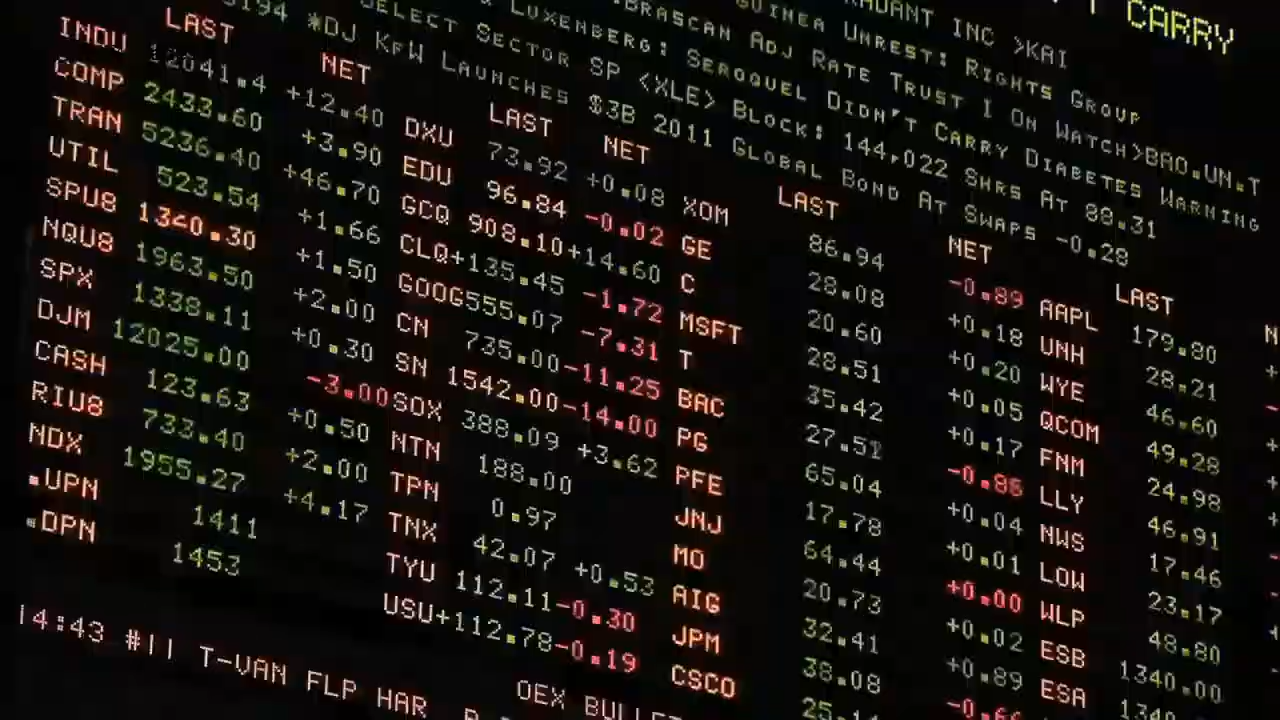 CARRY
RADIANT INC >KAI
GUINEA UNREST: RIGHTS GROUP
BRASCAN ADJ RATE TRUST I ON WATCH>BAO.UN.T
& LUXENBERG: SEROQUEL DIDN'T CARRY DIABETES WARNING
SELECT SECTOR SP <XLE> BLOCK: 144,022 SHRS AT 88.31
3194 *DJ KFW LAUNCHES $3B 2011 GLOBAL BOND AT SWAPS -0.28
LAST NET
INDU 12041.4 +12.40
COMP 2433.60 +3.90
TRAN 5236.40 +46.70
UTIL 523.54 +1.66
SPU8 1340.30 +1.50
NQU8 1963.50 +2.00
SPX 1338.11 +0.30
DJM 12025.00 -3.00
CASH 123.63 +0.50
RIU8 733.40 +2.00
NDX 1955.27 +4.17
.UPN 1411
.DPN 1453
LAST NET
DXU 73.92 +0.08
EDU 96.84 -0.02
GCQ 908.10+14.60
CLQ+135.45 -1.72
GOOG555.07 -7.31
CN 735.00-11.25
SN 1542.00-14.00
SOX 388.09 +3.62
NTN 188.00
TPN 0.97
TNX 42.07 +0.53
TYU 112.11-0.30
USU+112.78-0.19
LAST NET
XOM 86.94 -0.89
GE 28.08 +0.18
C 20.60 +0.20
MSFT 28.51 +0.05
T 35.42 +0.17
BAC 27.51
PG 65.04 +0.04
PFE 17.78 +0.01
JNJ 64.44 +0.00
MO 20.73 +0.02
AIG 32.41 +0.89
JPM 38.08 -0.66
CSCO
LAST
AAPL 179.80
UNH 28.21
WYE 46.60
QCOM 49.28
FNM 24.98
LLY 46.91
NWS 17.46
LOW 23.17
WLP 48.80
ESB 1340.00
ESA 1340
14:43 #11 T-VAN FLP HAR
OEX BULLET